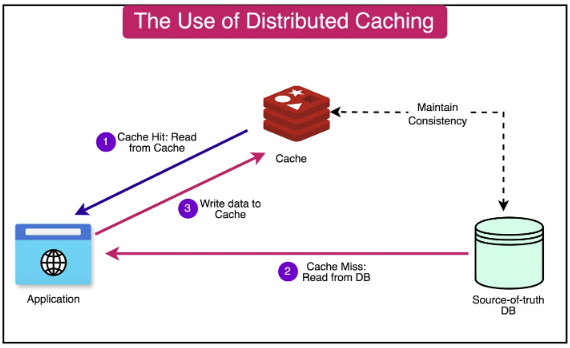 The Use of Distributed Caching
Maintain
Consistency
1 Cache Hit: Read
from Cache
Cache
3 Write data to
Cache
2 Cache Miss:
Read from DB
Application
Source-of-truth
DB